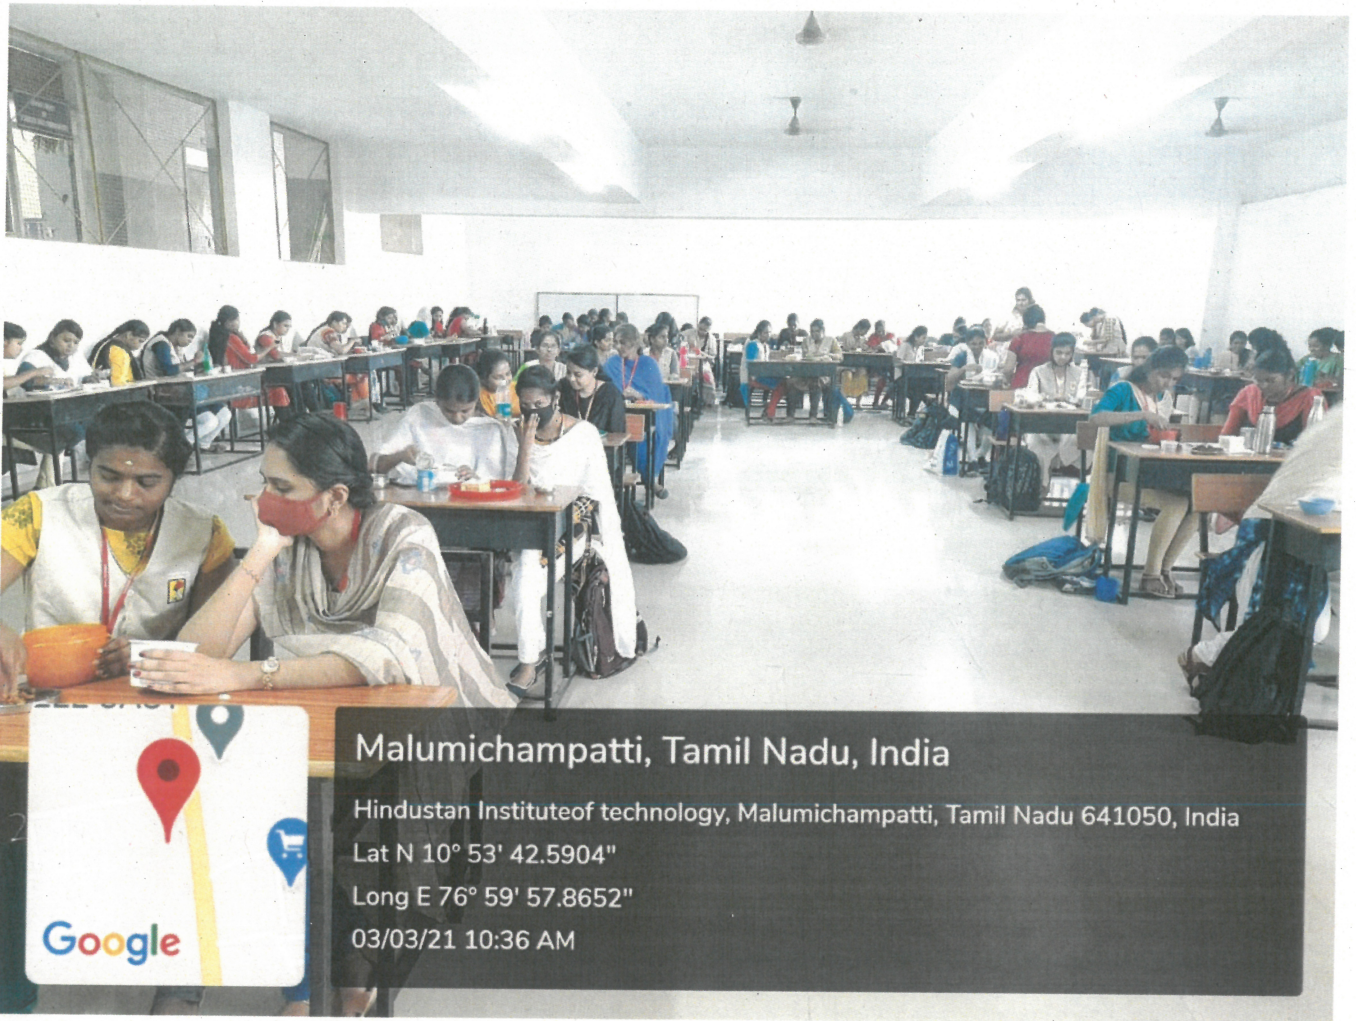 Malumichampatti, Tamil Nadu, India
Hindustan Instituteof technology, Malumichampatti, Tamil Nadu 641050, India
Lat N 10° 53' 42.5904"
Long E 76° 59' 57.8652"
03/03/21 10:36 AM
Google